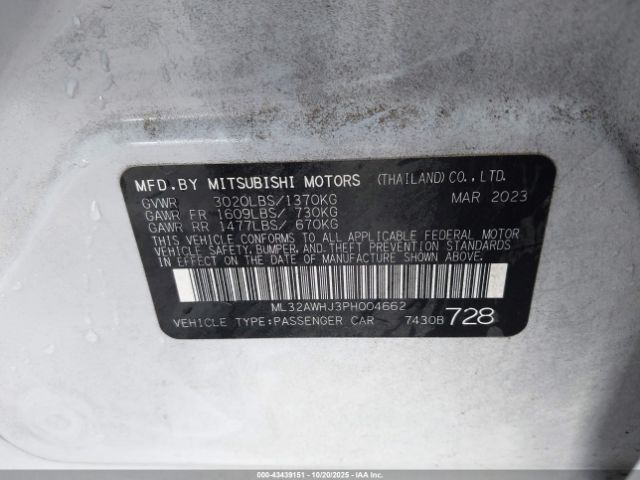 MFD.BY MITSUBISHI MOTORS (THAILAND)CO.,LTD.
GVWR 3020LBS/1370KG MAR 2023
GAWR FR 1609LBS/ 730KG
GAWR RR 1477LBS/ 670KG
THIS VEHICLE CONFORMS TO ALL APPLICABLE FEDERAL MOTOR
VEHICLE SAFETY, BUMPER, AND THEFT PREVENTION STANDARDS
IN EFFECT ON THE DATE OF MANUFACTURE SHOWN ABOVE.
ML32AWHJ3PH004662
VEHICLE TYPE:PASSENGER CAR 7430B 728
000-43439151 - 10/20/2025 - IAAI.COM